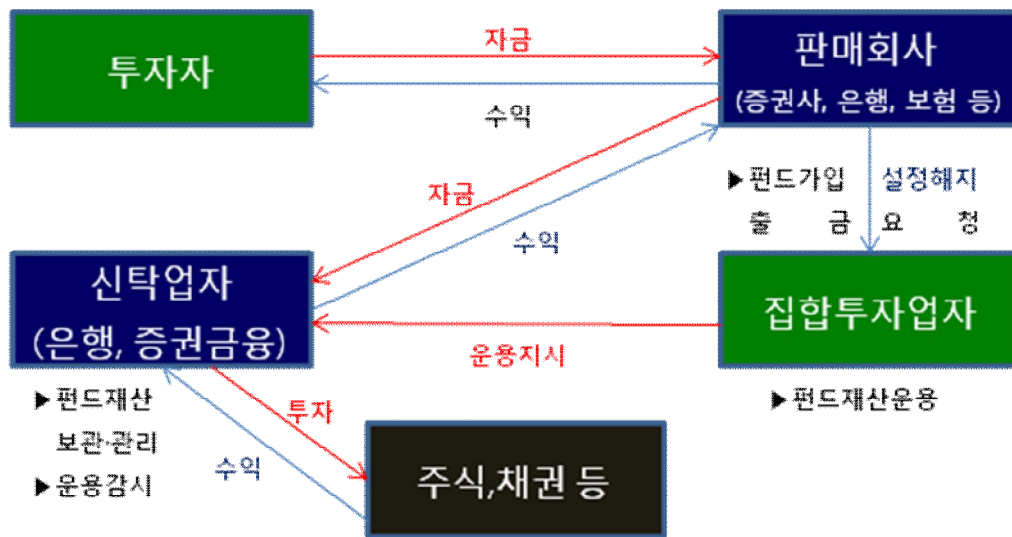 투자자
자금
수익
판매회사
(증권사, 은행, 보험 등)
자금
수익
▶펀드가입 설정해지
출 금 요 청
신탁업자
(은행, 증권금융)
운용지시
집합투자업자
▶펀드재산
보관·관리
▶운용감시
투자
수익
주식,채권 등
▶펀드재산운용